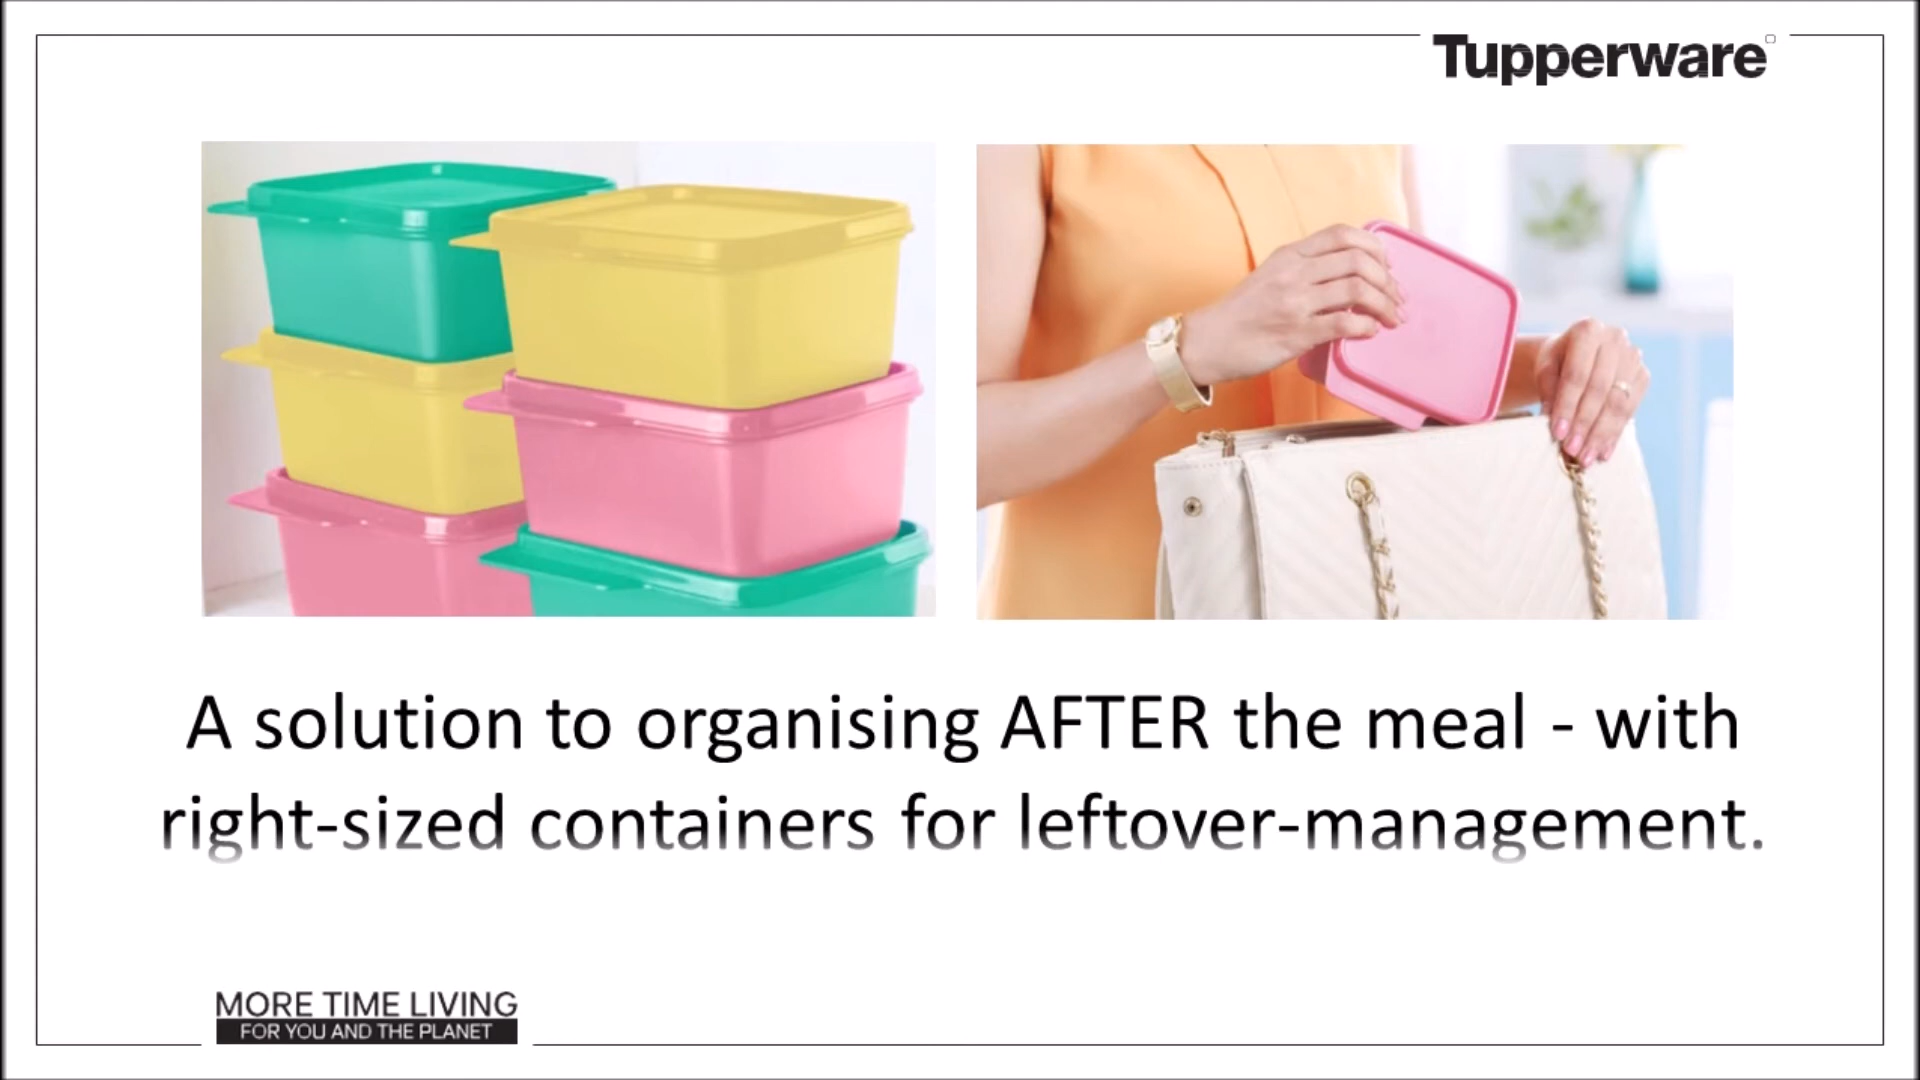 Tupperware
A solution to organising AFTER the meal - with
right-sized containers for leftover-management.
MORE TIME LIVING
FOR YOU AND THE PLANET